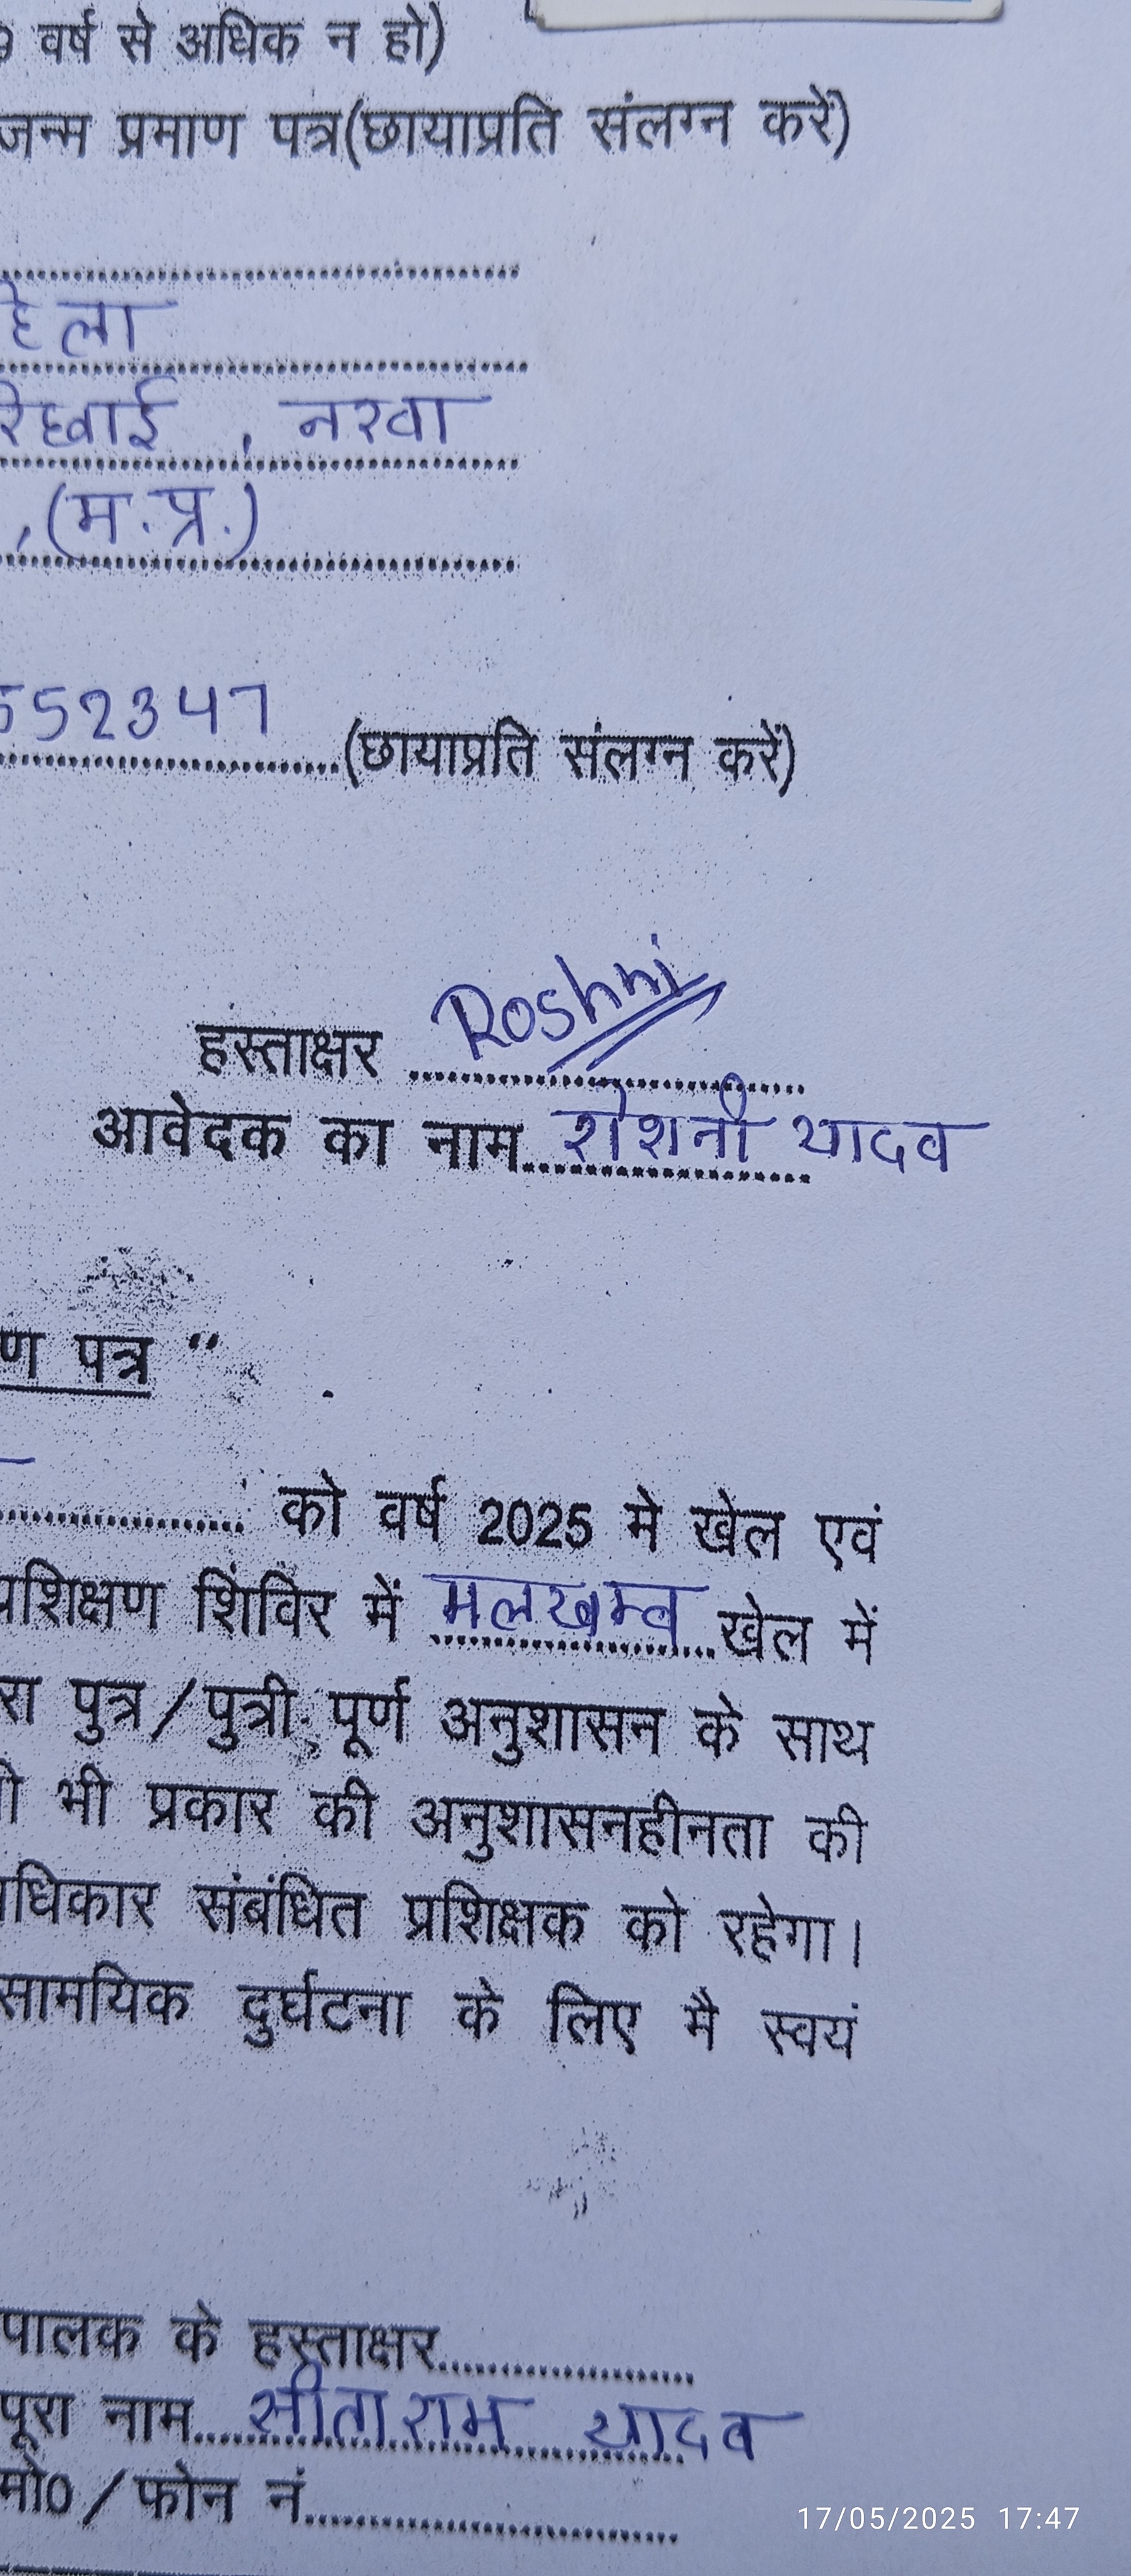 वर्ष से अधिक न हो)
जन्म प्रमाण पत्र(छायाप्रति संलग्न करें)
हेला
रखाई , नरवा
,(म.प्र.)
552347
(छायाप्रति संलग्न करें)
हस्ताक्षर Roshni
आवेदक का नाम रोशनी यादव
ण पत्र “
को वर्ष 2025 मे खेल एवं
प्रशिक्षण शिविर में मलखम्ब खेल में
रा पुत्र/पुत्री पूर्ण अनुशासन के साथ
ी भी प्रकार की अनुशासनहीनता की
धिकार संबंधित प्रशिक्षक को रहेगा।
सामयिक दुर्घटना के लिए मै स्वयं
पालक के हस्ताक्षर
पूरा नाम सीताराम यादव
मो0/फोन नं
17/05/2025 17:47